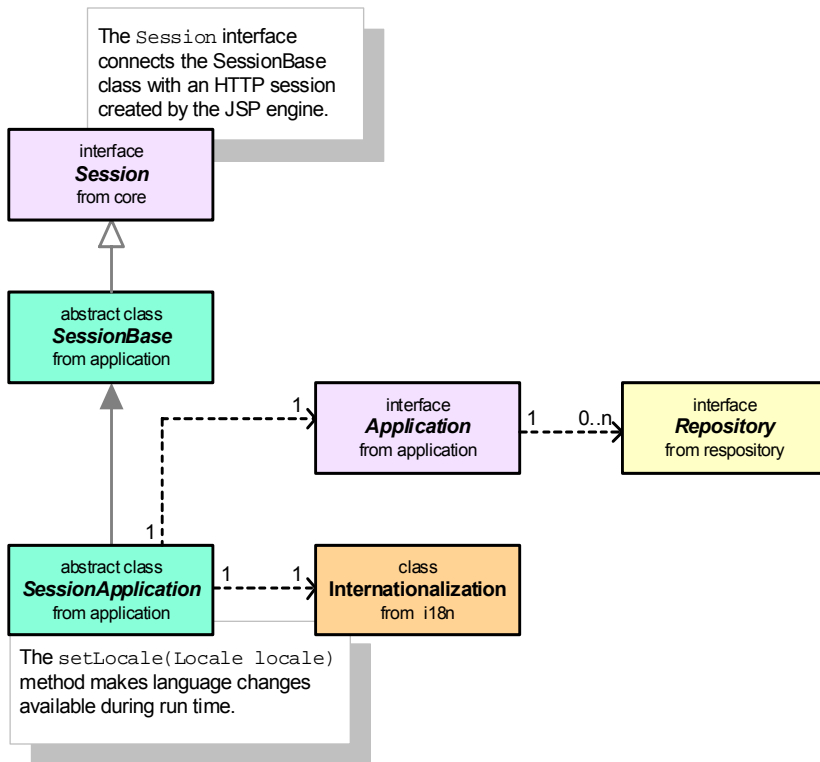 The Session interface
connects the SessionBase
class with an HTTP session
created by the JSP engine.
interface
Session
from core
abstract class
SessionBase
from application
1
interface
Application
from application
1
0..n
interface
Repository
from respository
1
abstract class
SessionApplication
from application
1
1
class
Internationalization
from i18n
The setLocale(Locale locale)
method makes language changes
available during run time.